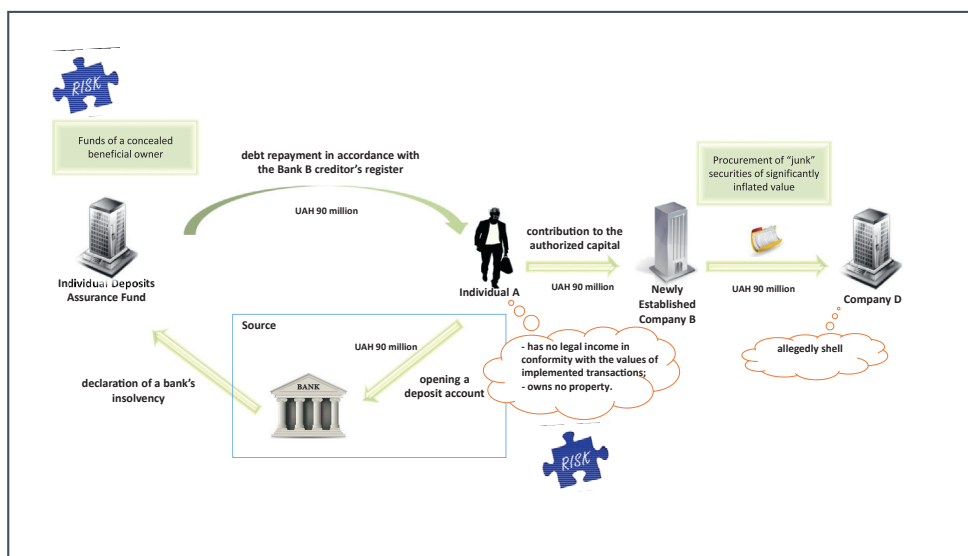 RISK
Funds of a concealed
beneficial owner
debt repayment in accordance with
the Bank B creditor's register
UAH 90 million
Procurement of "junk"
securities of significantly
inflated value
Individual Deposits
Assurance Fund
Individual A
contribution to the
authorized capital
UAH 90 million
Newly
Established
Company B
UAH 90 million
Company D
Source
UAH 90 million
declaration of a bank's
insolvency
BANK
opening a
deposit account
- has no legal income in
conformity with the values of
implemented transactions;
- owns no property.
allegedly shell
RISK